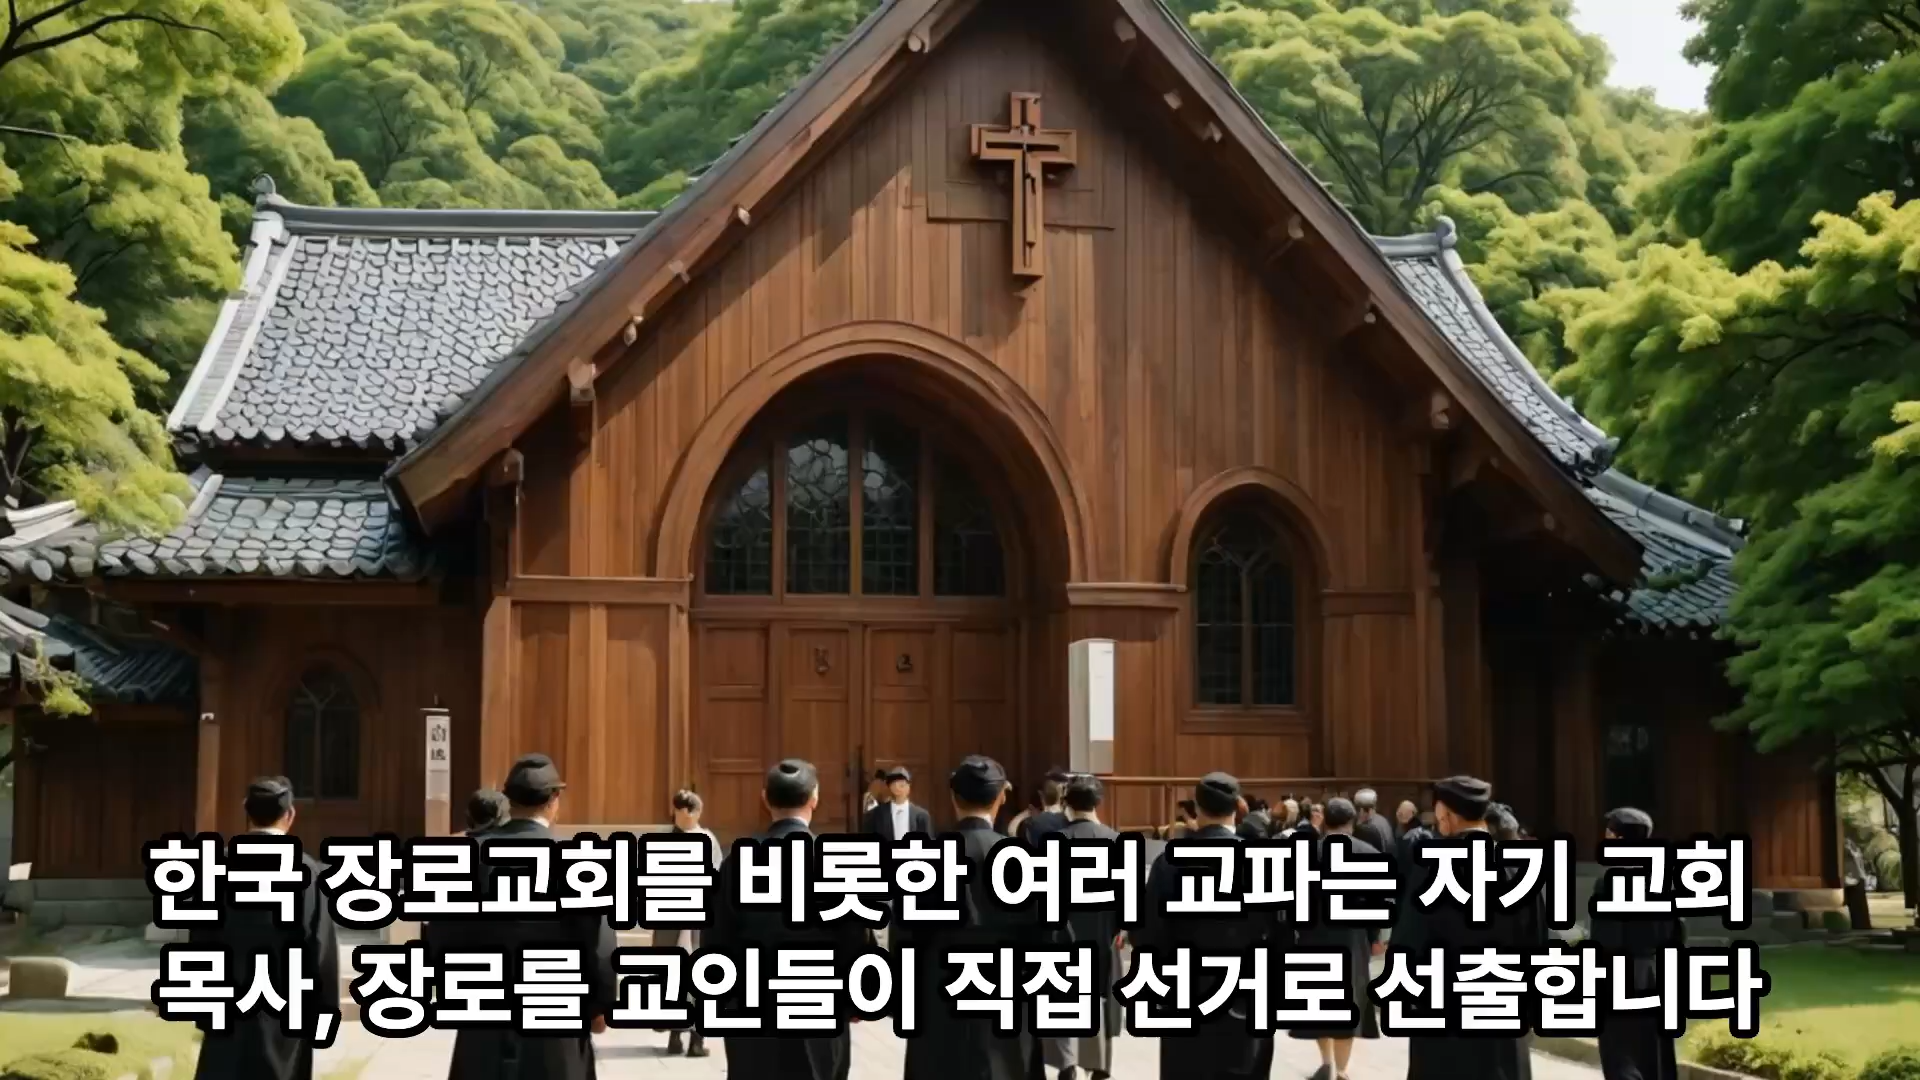 한국 장로교회를 비롯한 여러 교파는 자기 교회
목사, 장로를 교인들이 직접 선거로 선출합니다